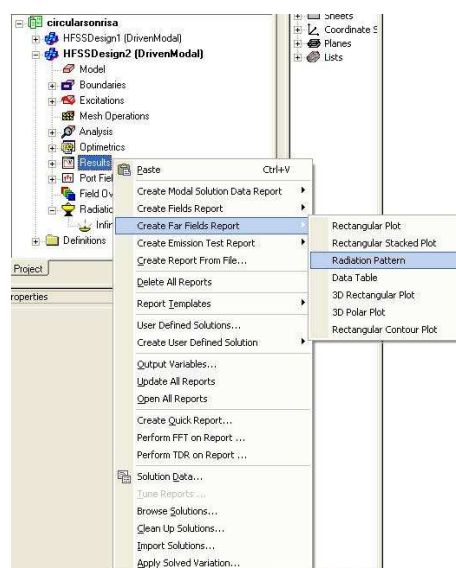 circularsonrisa
HFSSDesign1 (DrivenModal)
HFSSDesign2 (DrivenModal)
Model
Boundaries
Excitations
Mesh Operations
Analysis
Optimetrics
Results
Port Fiel
Field Ov
Radiatio
Infin
Definitions
Project
roperties
Sheets
Coordinate S
Planes
Lists
Paste Ctrl+V
Create Modal Solution Data Report
Create Fields Report
Create Far Fields Report
Create Emission Test Report
Create Report From File...
Delete All Reports
Report Templates
User Defined Solutions...
Create User Defined Solution
Output Variables...
Update All Reports
Open All Reports
Create Quick Report...
Perform FFT on Report ...
Perform TDR on Report ...
Solution Data...
Tune Reports ...
Browse Solutions...
Clean Up Solutions...
Import Solutions...
Apply Solved Variation...
Rectangular Plot
Rectangular Stacked Plot
Radiation Pattern
Data Table
3D Rectangular Plot
3D Polar Plot
Rectangular Contour Plot